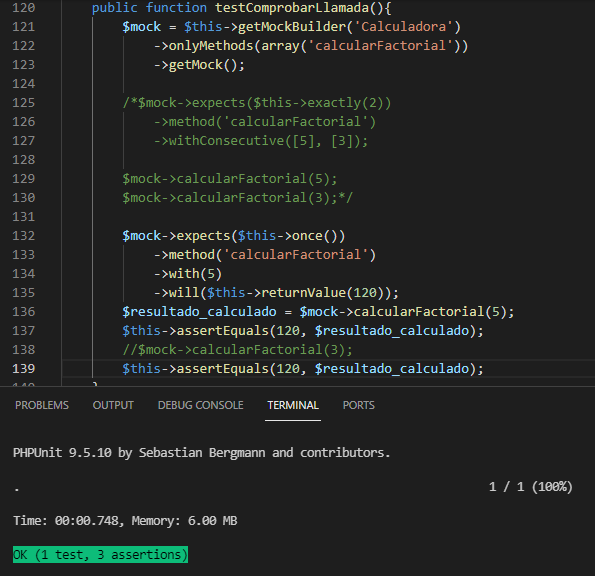 120 public function testComprobarLlamada(){
121 $mock = $this->getMockBuilder('Calculadora')
122 ->onlyMethods(array('calcularFactorial'))
123 ->getMock();
124
125 /*$mock->expects($this->exactly(2))
126 ->method('calcularFactorial')
127 ->withConsecutive([5], [3]);
128
129 $mock->calcularFactorial(5);
130 $mock->calcularFactorial(3);*/
131
132 $mock->expects($this->once())
133 ->method('calcularFactorial')
134 ->with(5)
135 ->will($this->returnValue(120));
136 $resultado_calculado = $mock->calcularFactorial(5);
137 $this->assertEquals(120, $resultado_calculado);
138 //$mock->calcularFactorial(3);
139 $this->assertEquals(120, $resultado_calculado);
140 }
PROBLEMS OUTPUT DEBUG CONSOLE TERMINAL PORTS
PHPUnit 9.5.10 by Sebastian Bergmann and contributors.
. 1 / 1 (100%)
Time: 00:00.748, Memory: 6.00 MB
OK (1 test, 3 assertions)